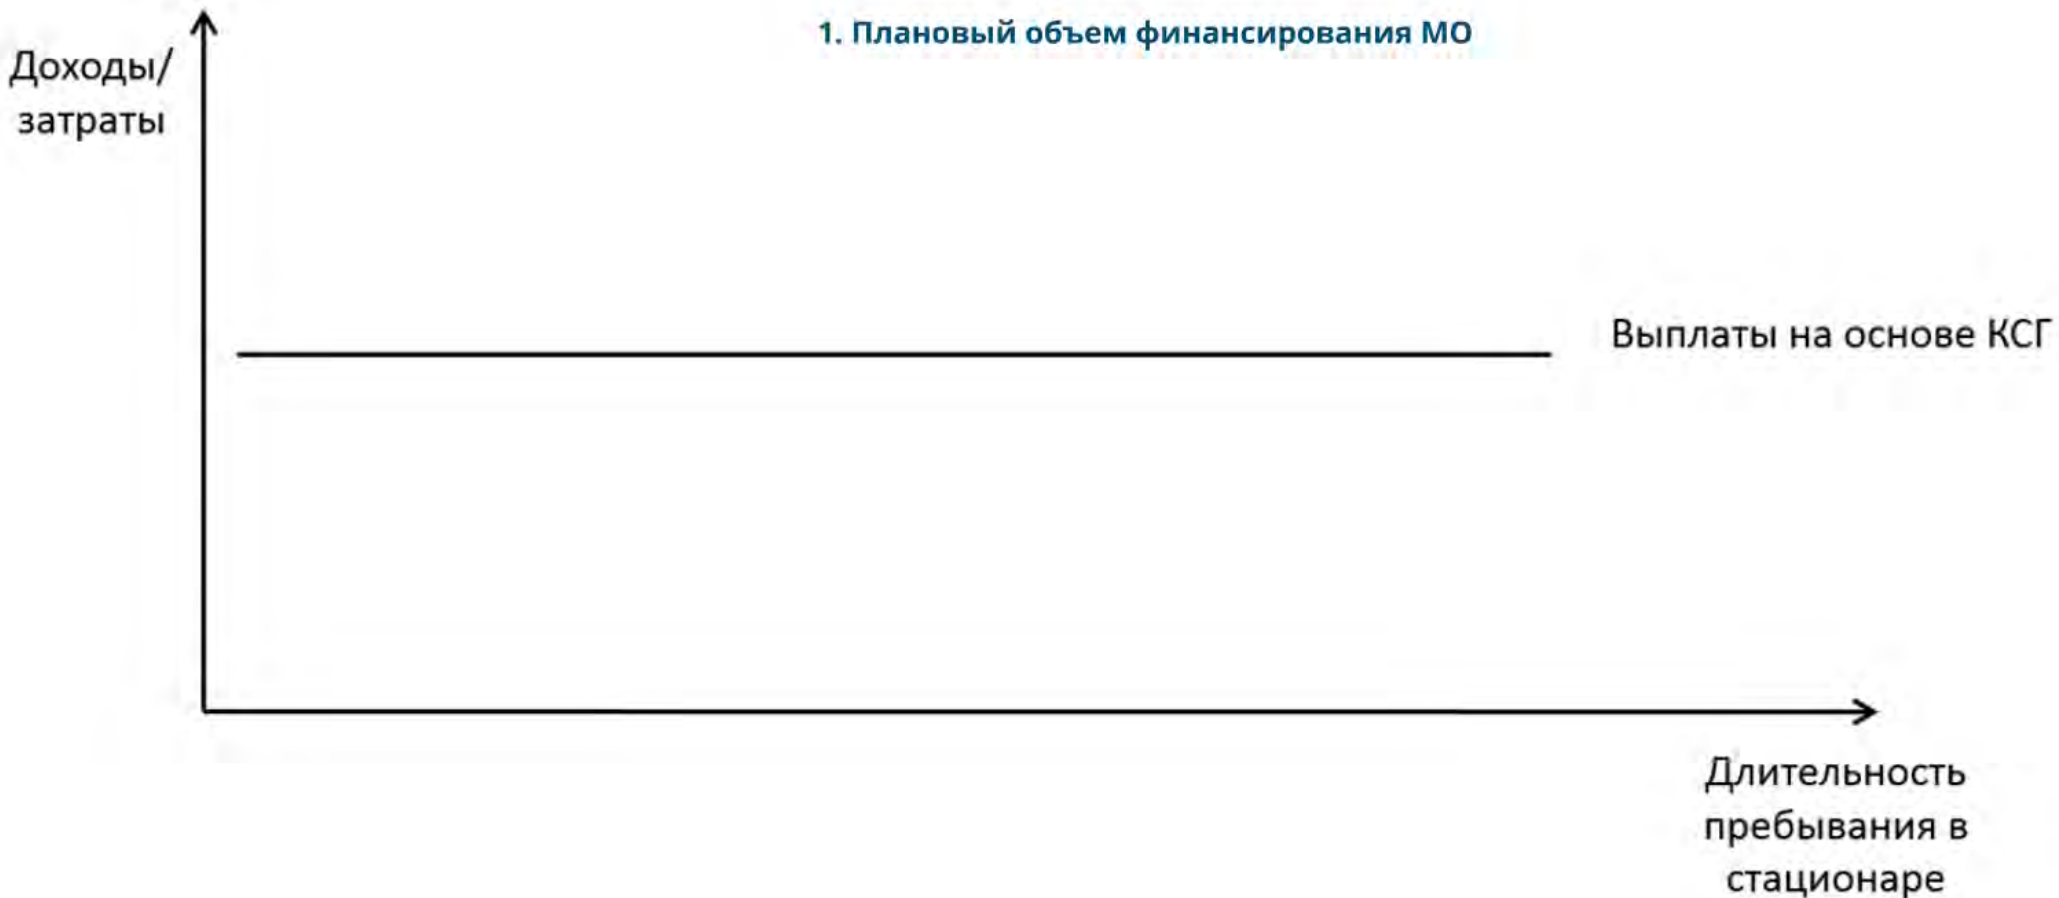 1. Плановый объем финансирования МО
Доходы/
затраты
Выплаты на основе КСГ
Длительность
пребывания в
стационаре